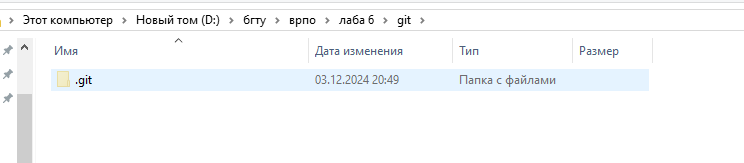 Этот компьютер > Новый том (D:) > бгту > врпо > лаба 6 > git >
Имя Дата изменения Тип Размер
.git 03.12.2024 20:49 Папка с файлами